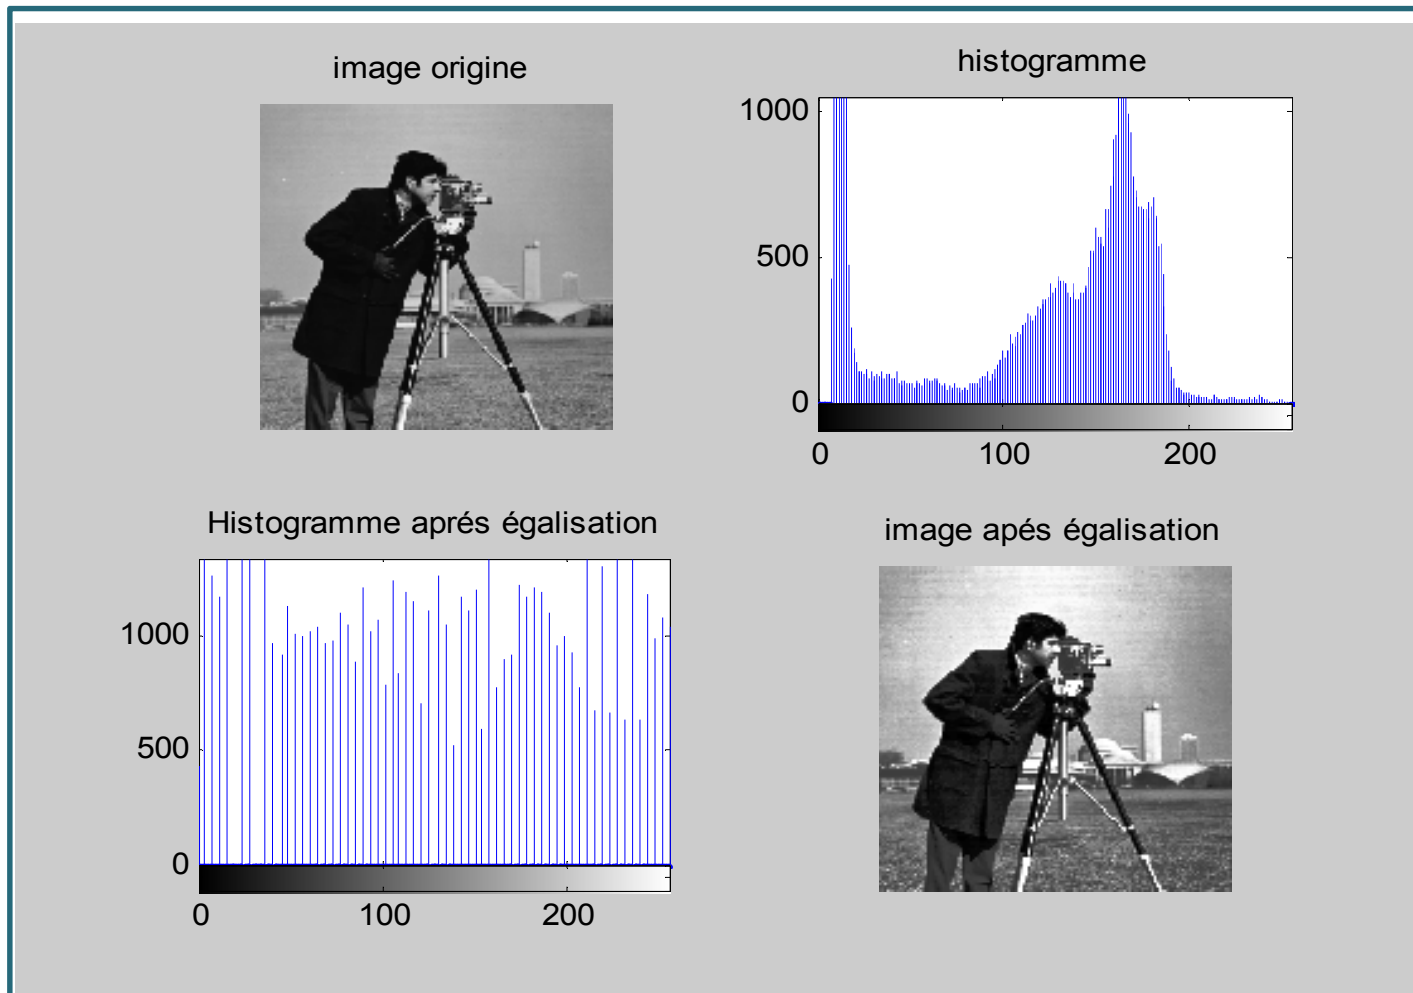 image origine
histogramme
1000
500
0
0 100 200
Histogramme aprés égalisation
image apés égalisation
1000
500
0
0 100 200